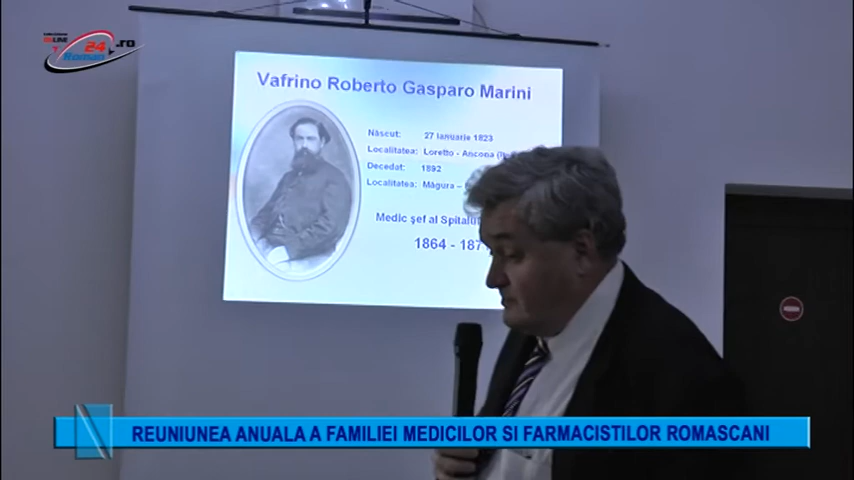 24.ro
Roman
Vafrino Roberto Gasparo Marini
Născut: 27 Ianuarie 1823
Localitatea: Loretto - Ancona
Decedat: 1892
Localitatea: Măgura –
Medic şef al Spitalul
1864 - 187
REUNIUNEA ANUALA A FAMILIEI MEDICILOR SI FARMACISTILOR ROMASCANI